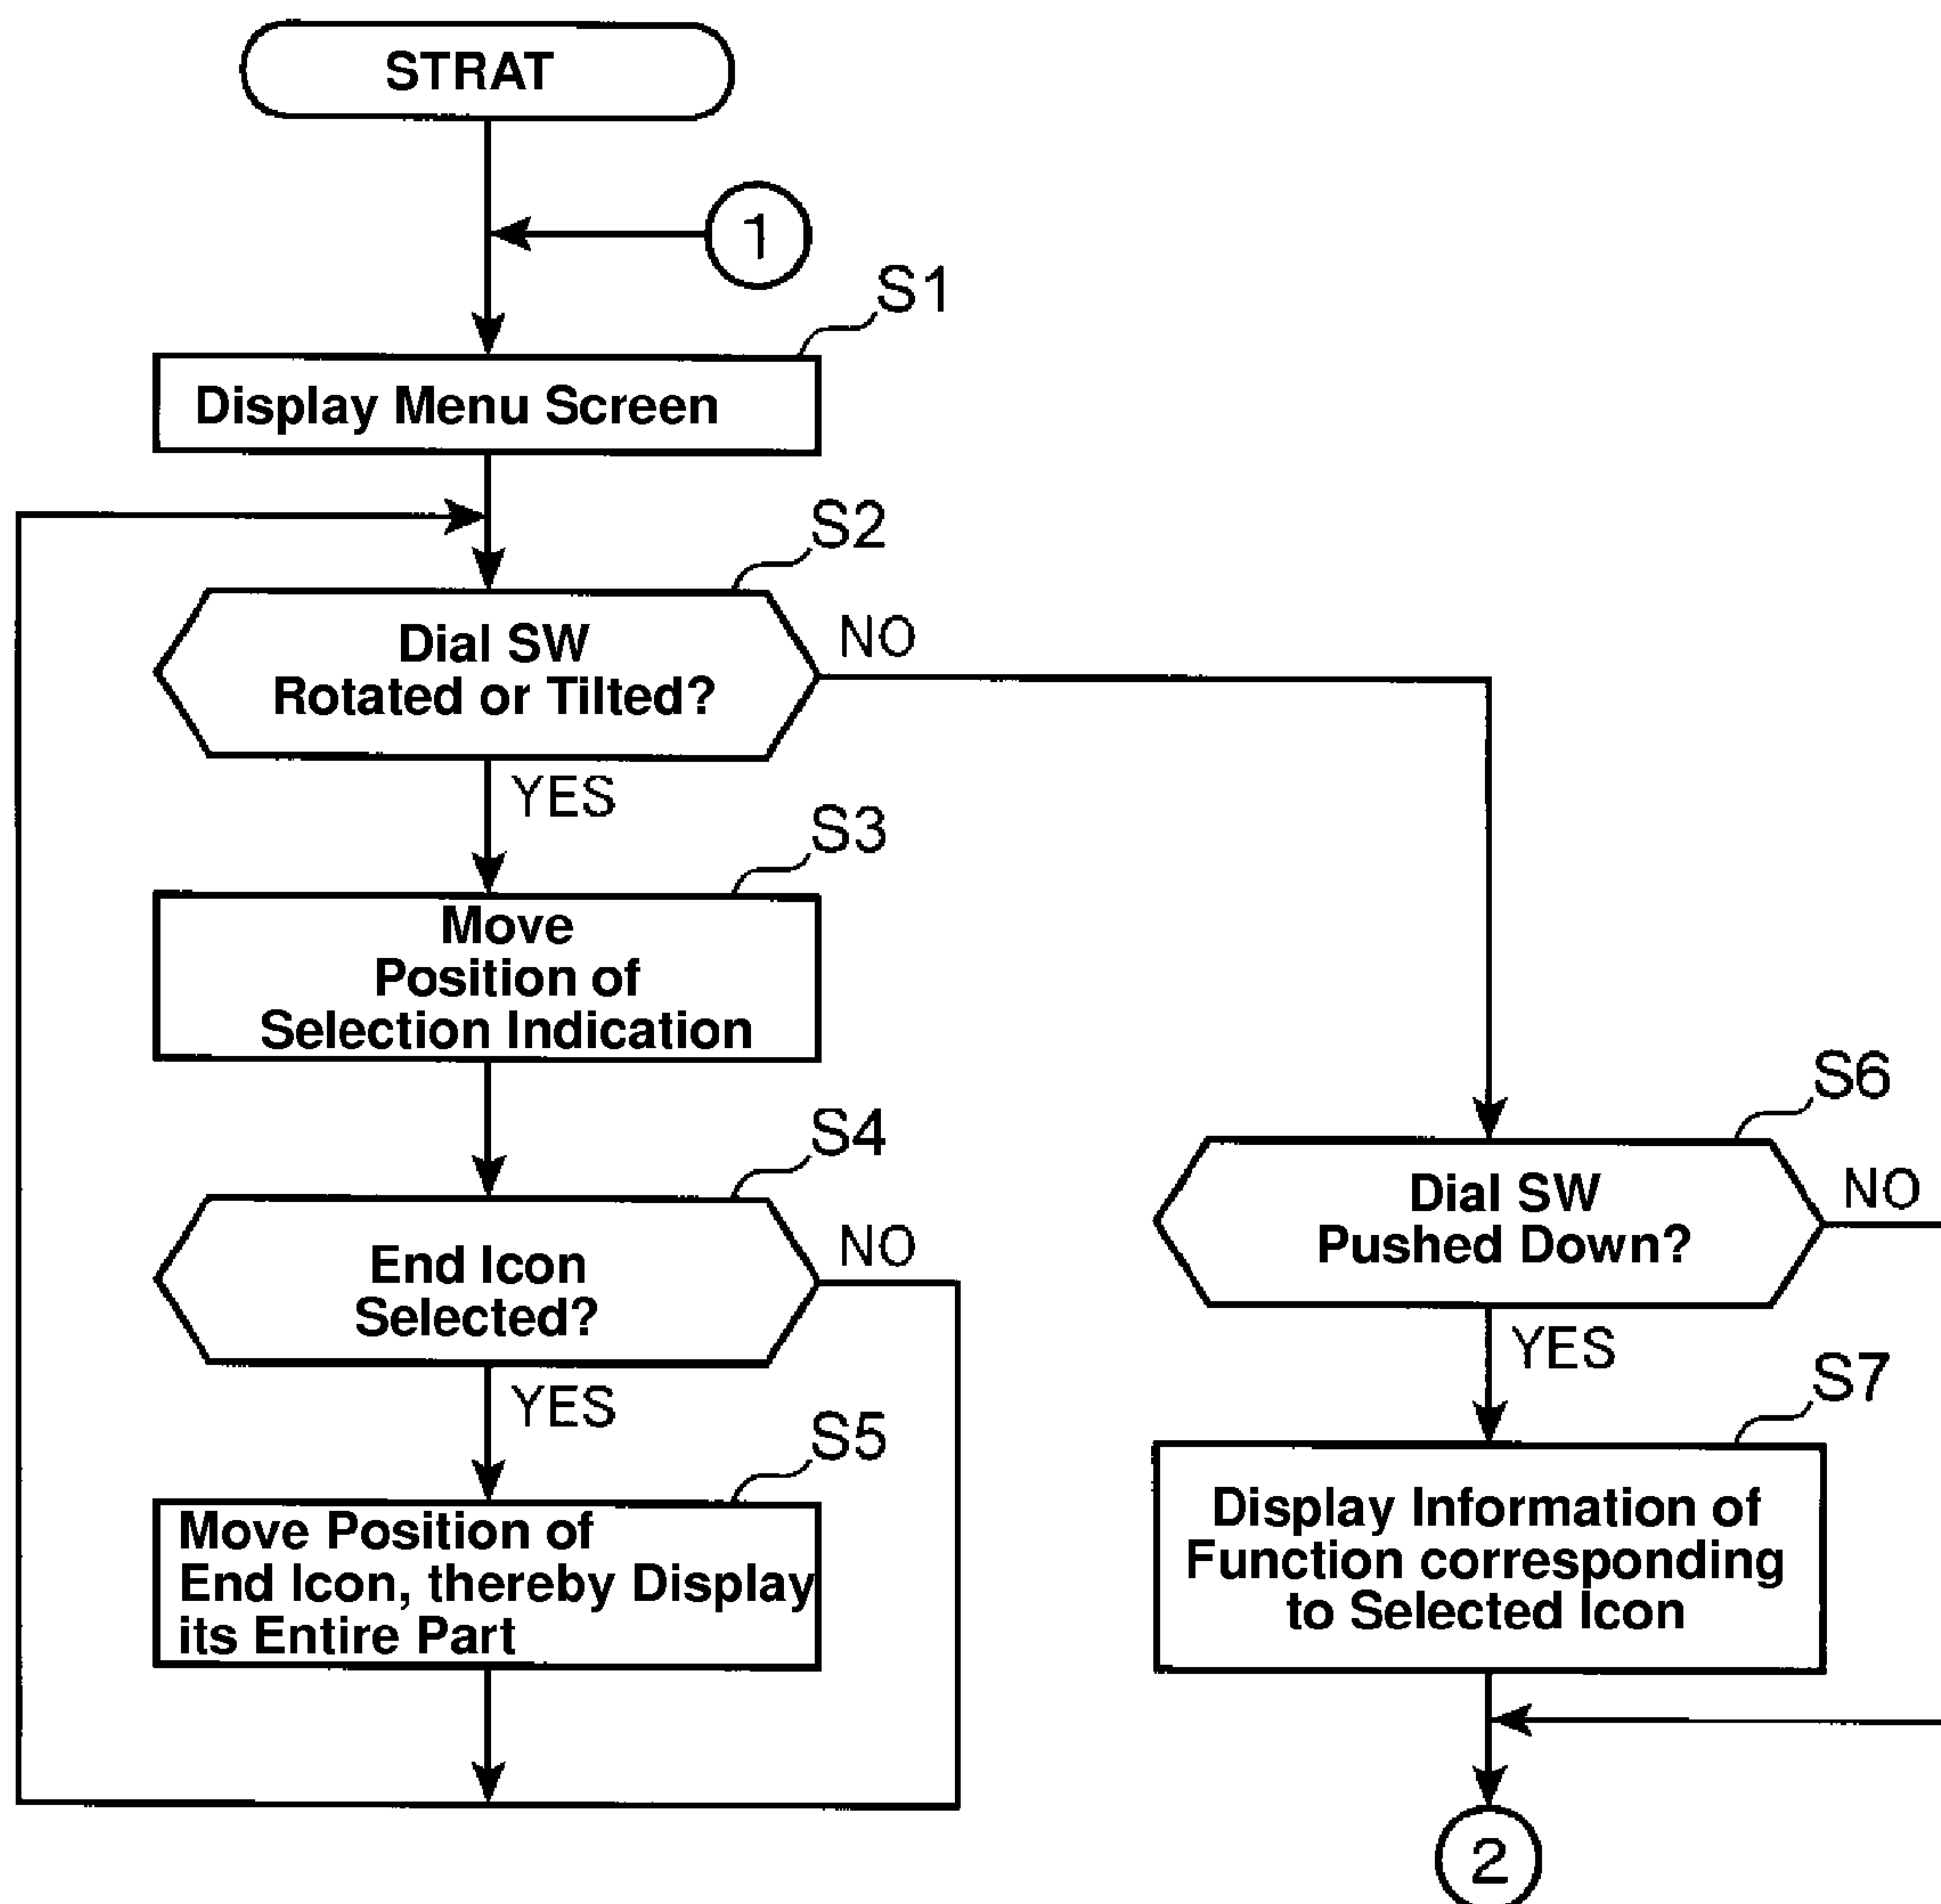 STRAT
1
S1
Display Menu Screen
S2
Dial SW
Rotated or Tilted?
NO
YES
S3
Move
Position of
Selection Indication
S4
End Icon
Selected?
NO
YES
S5
Move Position of
End Icon, thereby Display
its Entire Part
S6
Dial SW
Pushed Down?
NO
YES
S7
Display Information of
Function corresponding
to Selected Icon
2